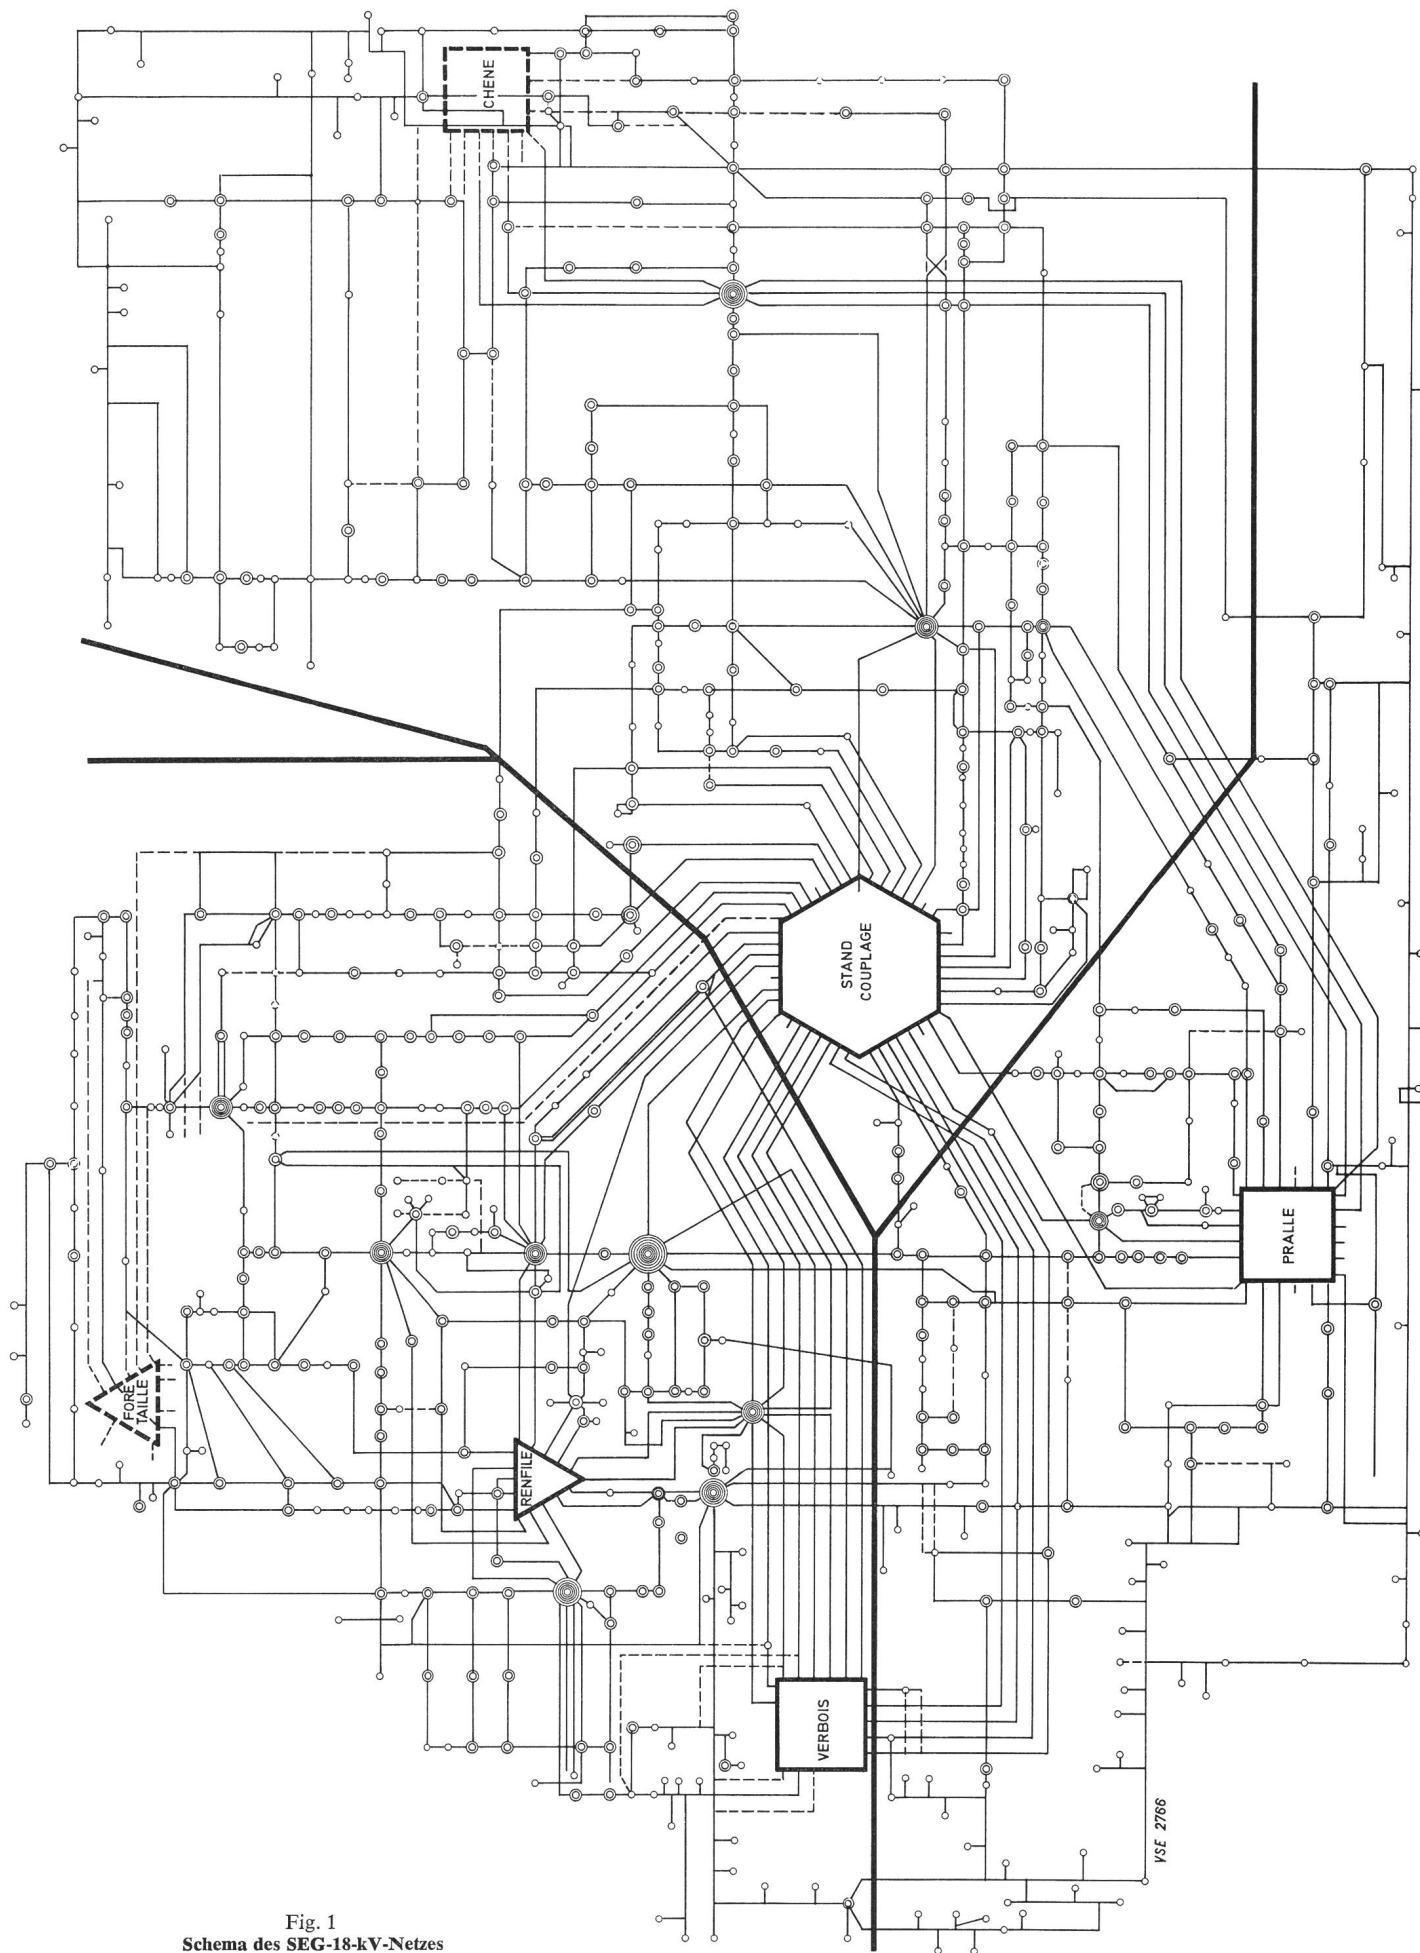 CHENE
STAND
COUPLAGE
FORE
TAILLE
RENFILE
PRALLE
VERBOIS
VSE 2766
Fig. 1
Schema des SEG-18-kV-Netzes